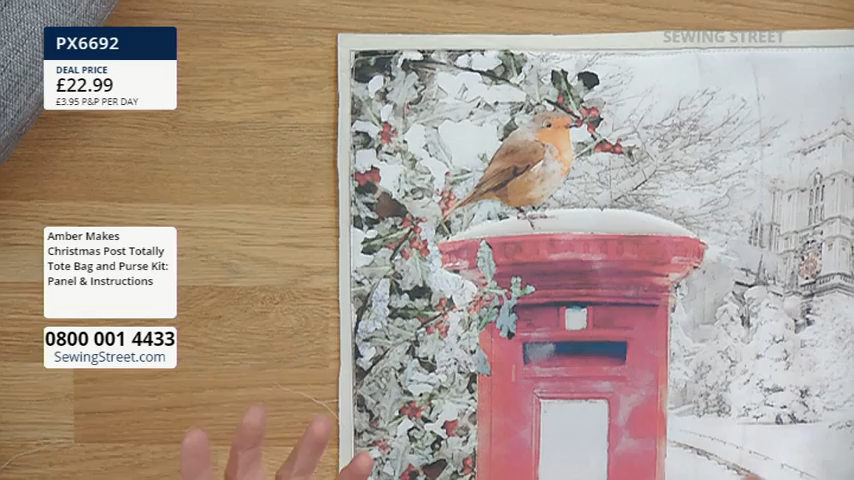 SEWING STREET
PX6692
DEAL PRICE
£22.99
£3.95 P&P PER DAY
Amber Makes
Christmas Post Totally
Tote Bag and Purse Kit:
Panel & Instructions
0800 001 4433
SewingStreet.com